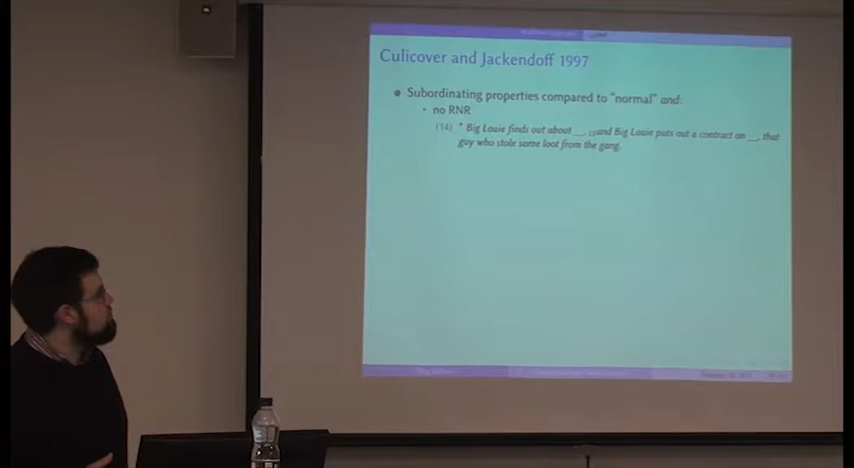 Culicover and Jackendoff 1997
Subordinating properties compared to "normal" and:
- no RNR
(14) * Big Louie finds out about __, and Big Louie puts out a contract on __, that
guy who stole some loot from the gang.